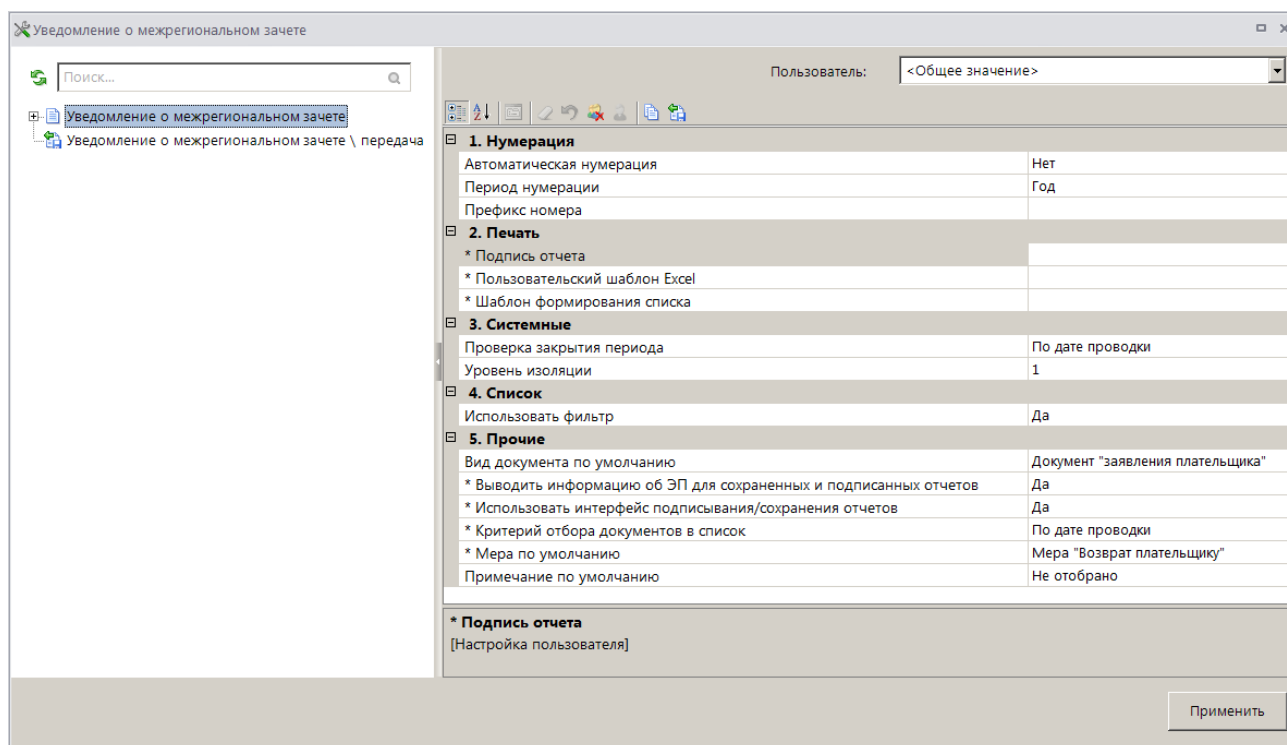 Уведомление о межрегиональном зачете
Поиск...
Уведомление о межрегиональном зачете
Уведомление о межрегиональном зачете \ передача
Пользователь: <Общее значение>
1. Нумерация
Автоматическая нумерация Нет
Период нумерации Год
Префикс номера
2. Печать
* Подпись отчета
* Пользовательский шаблон Excel
* Шаблон формирования списка
3. Системные
Проверка закрытия периода По дате проводки
Уровень изоляции 1
4. Список
Использовать фильтр Да
5. Прочие
Вид документа по умолчанию Документ "заявления плательщика"
* Выводить информацию об ЭП для сохраненных и подписанных отчетов Да
* Использовать интерфейс подписывания/сохранения отчетов Да
* Критерий отбора документов в список По дате проводки
* Мера по умолчанию Мера "Возврат плательщику"
Примечание по умолчанию Не отобрано
* Подпись отчета
[Настройка пользователя]
Применить